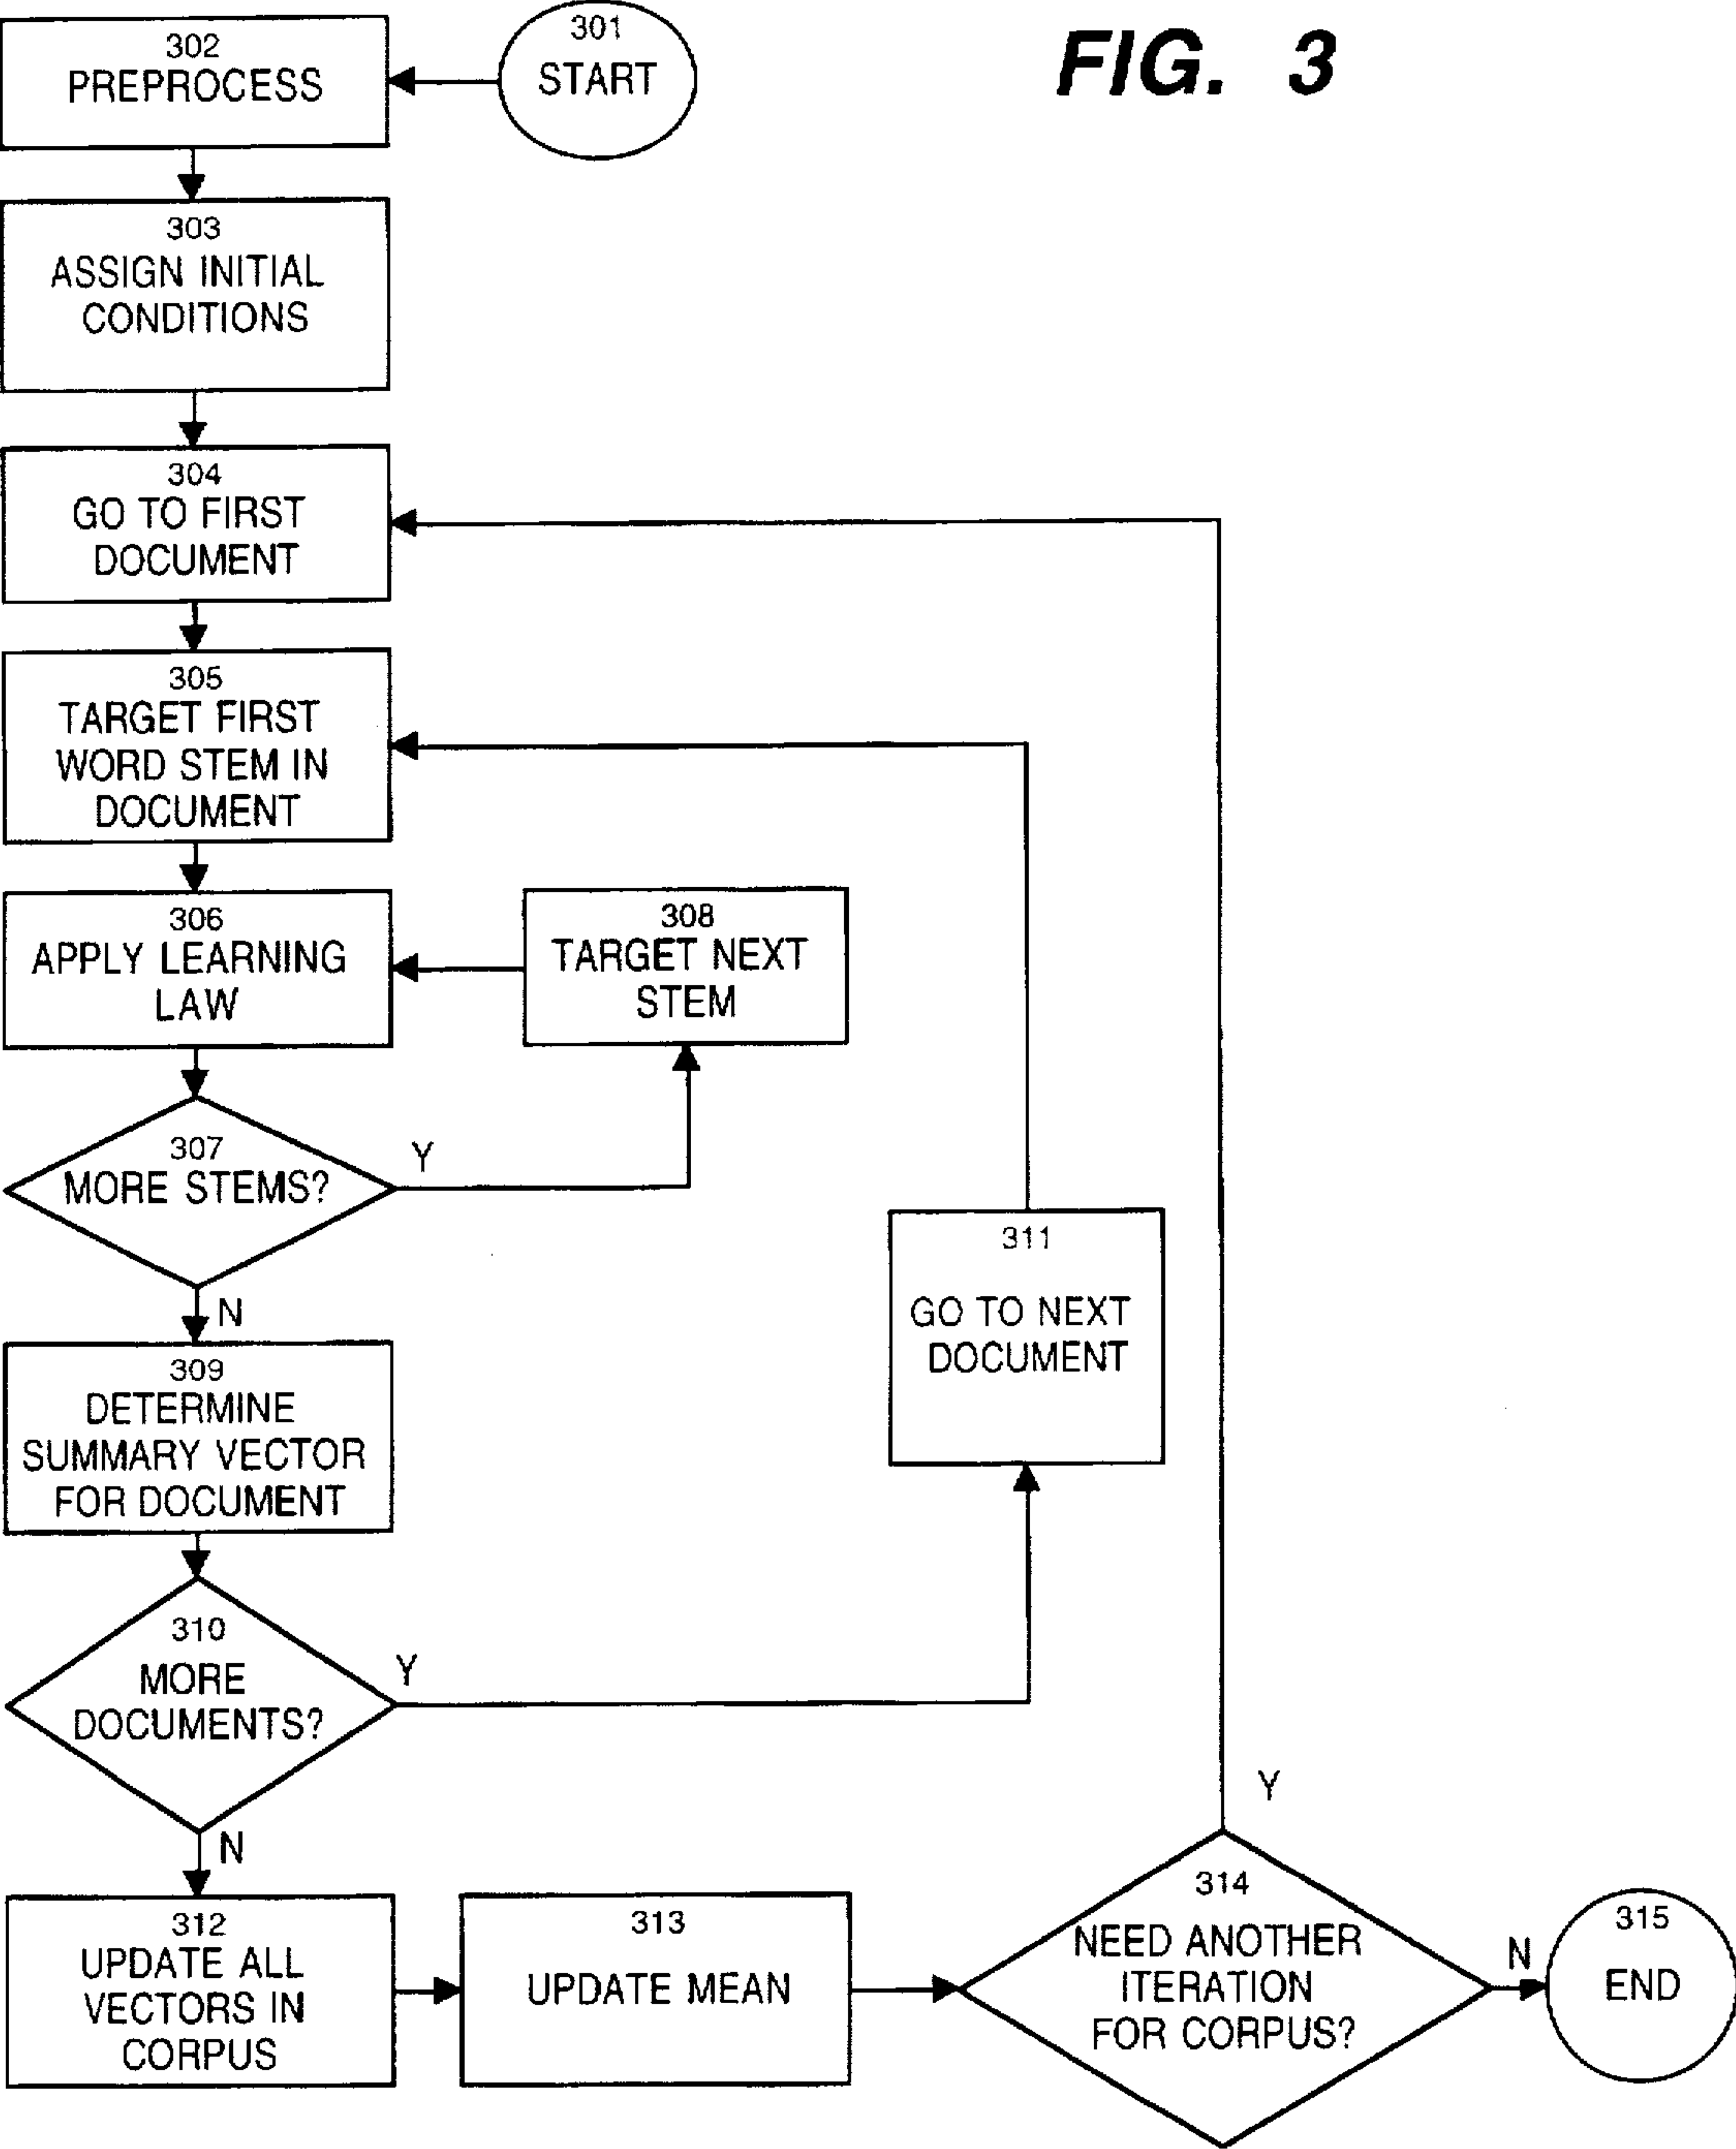 FIG. 3
301
START
302
PREPROCESS
303
ASSIGN INITIAL
CONDITIONS
304
GO TO FIRST
DOCUMENT
305
TARGET FIRST
WORD STEM IN
DOCUMENT
306
APPLY LEARNING
LAW
308
TARGET NEXT
STEM
307
MORE STEMS?
Y
N
311
GO TO NEXT
DOCUMENT
309
DETERMINE
SUMMARY VECTOR
FOR DOCUMENT
310
MORE
DOCUMENTS?
Y
N
312
UPDATE ALL
VECTORS IN
CORPUS
313
UPDATE MEAN
314
NEED ANOTHER
ITERATION
FOR CORPUS?
Y
N
315
END